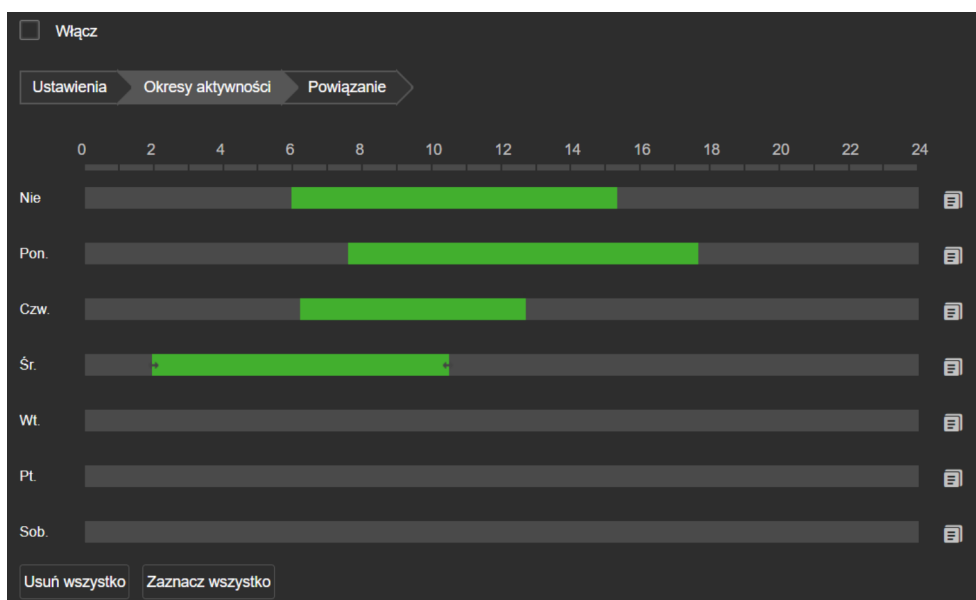 Włącz
Ustawienia Okresy aktywności Powiązanie
0 2 4 6 8 10 12 14 16 18 20 22 24
Nie
Pon.
Czw.
Śr.
Wt.
Pt.
Sob.
Usuń wszystko Zaznacz wszystko